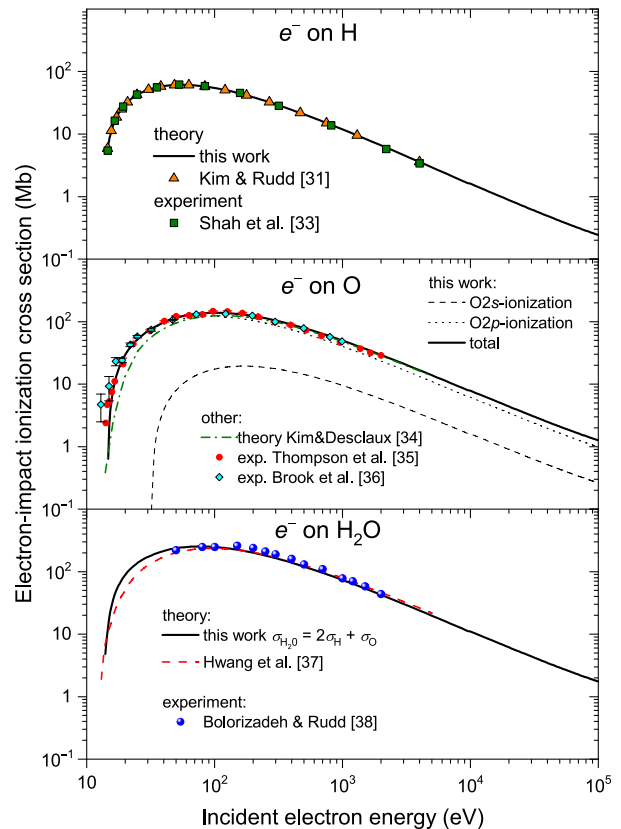 e⁻ on H
10²
10
1
10⁻¹
theory
this work
Kim & Rudd [31]
experiment
Shah et al. [33]
Electron-impact ionization cross section (Mb)
e⁻ on O
10²
10
1
10⁻¹
this work:
O2s-ionization
O2p-ionization
total
other:
theory Kim&Desclaux [34]
exp. Thompson et al. [35]
exp. Brook et al. [36]
e⁻ on H₂O
10²
10
1
10⁻¹
theory:
this work σ_H₂0 = 2σ_H + σ_O
Hwang et al. [37]
experiment:
Bolorizadeh & Rudd [38]
10 10² 10³ 10⁴ 10⁵
Incident electron energy (eV)